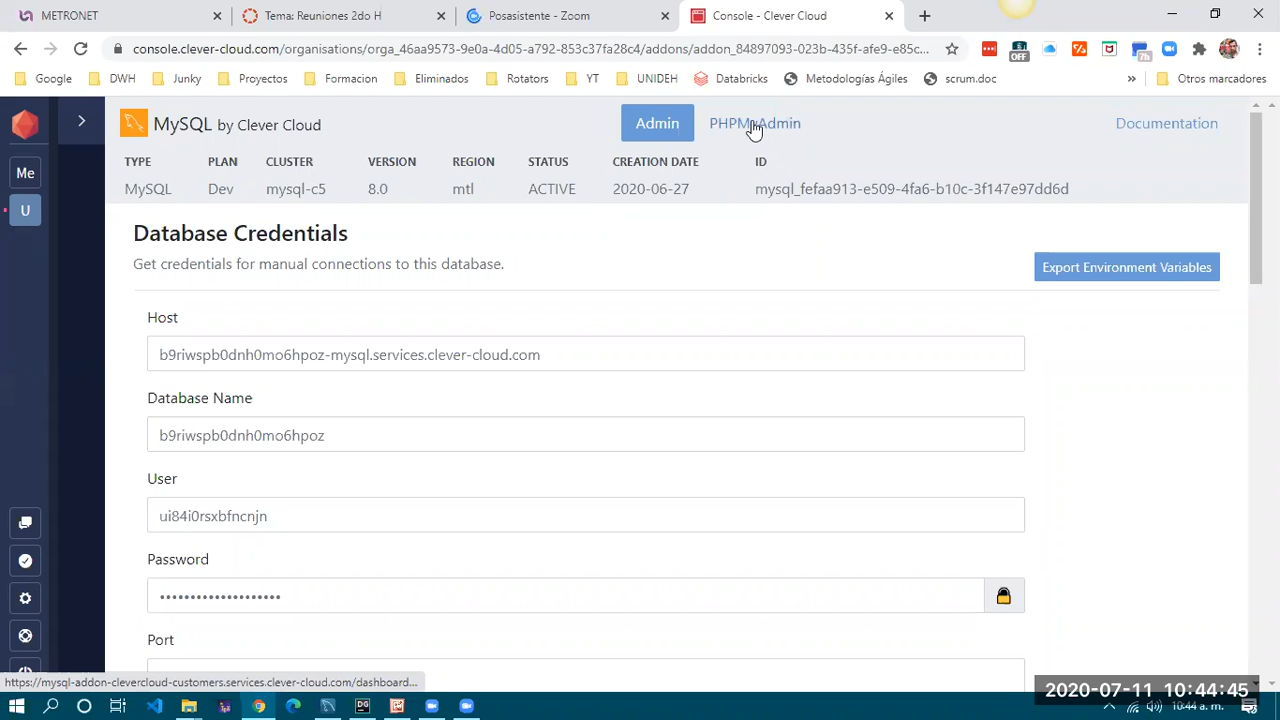 METRONET
Tema: Reuniones 2do H
Posasistente - Zoom
Console - Clever Cloud
console.clever-cloud.com/organisations/orga_46aa9573-9e0a-4d05-a792-853c37fa28c4/addons/addon_84897093-023b-435f-afe9-e85c...
OFF
7h
Google
DWH
Junky
Proyectos
Formacion
Eliminados
Rotators
YT
UNIDEH
Databricks
Metodologías Ágiles
scrum.doc
»
Otros marcadores
MySQL by Clever Cloud
Admin
PHPMyAdmin
Documentation
TYPE PLAN CLUSTER VERSION REGION STATUS CREATION DATE ID
MySQL Dev mysql-c5 8.0 mtl ACTIVE 2020-06-27 mysql_fefaa913-e509-4fa6-b10c-3f147e97dd6d
Me
U
Database Credentials
Get credentials for manual connections to this database.
Export Environment Variables
Host
b9riwspb0dnh0mo6hpoz-mysql.services.clever-cloud.com
Database Name
b9riwspb0dnh0mo6hpoz
User
ui84i0rsxbfncnjn
Password
••••••••••••••••••••
Port
https://mysql-addon-clevercloud-customers.services.clever-cloud.com/dashboard...
2020-07-11 10:44:45
DG
10:44 a. m.